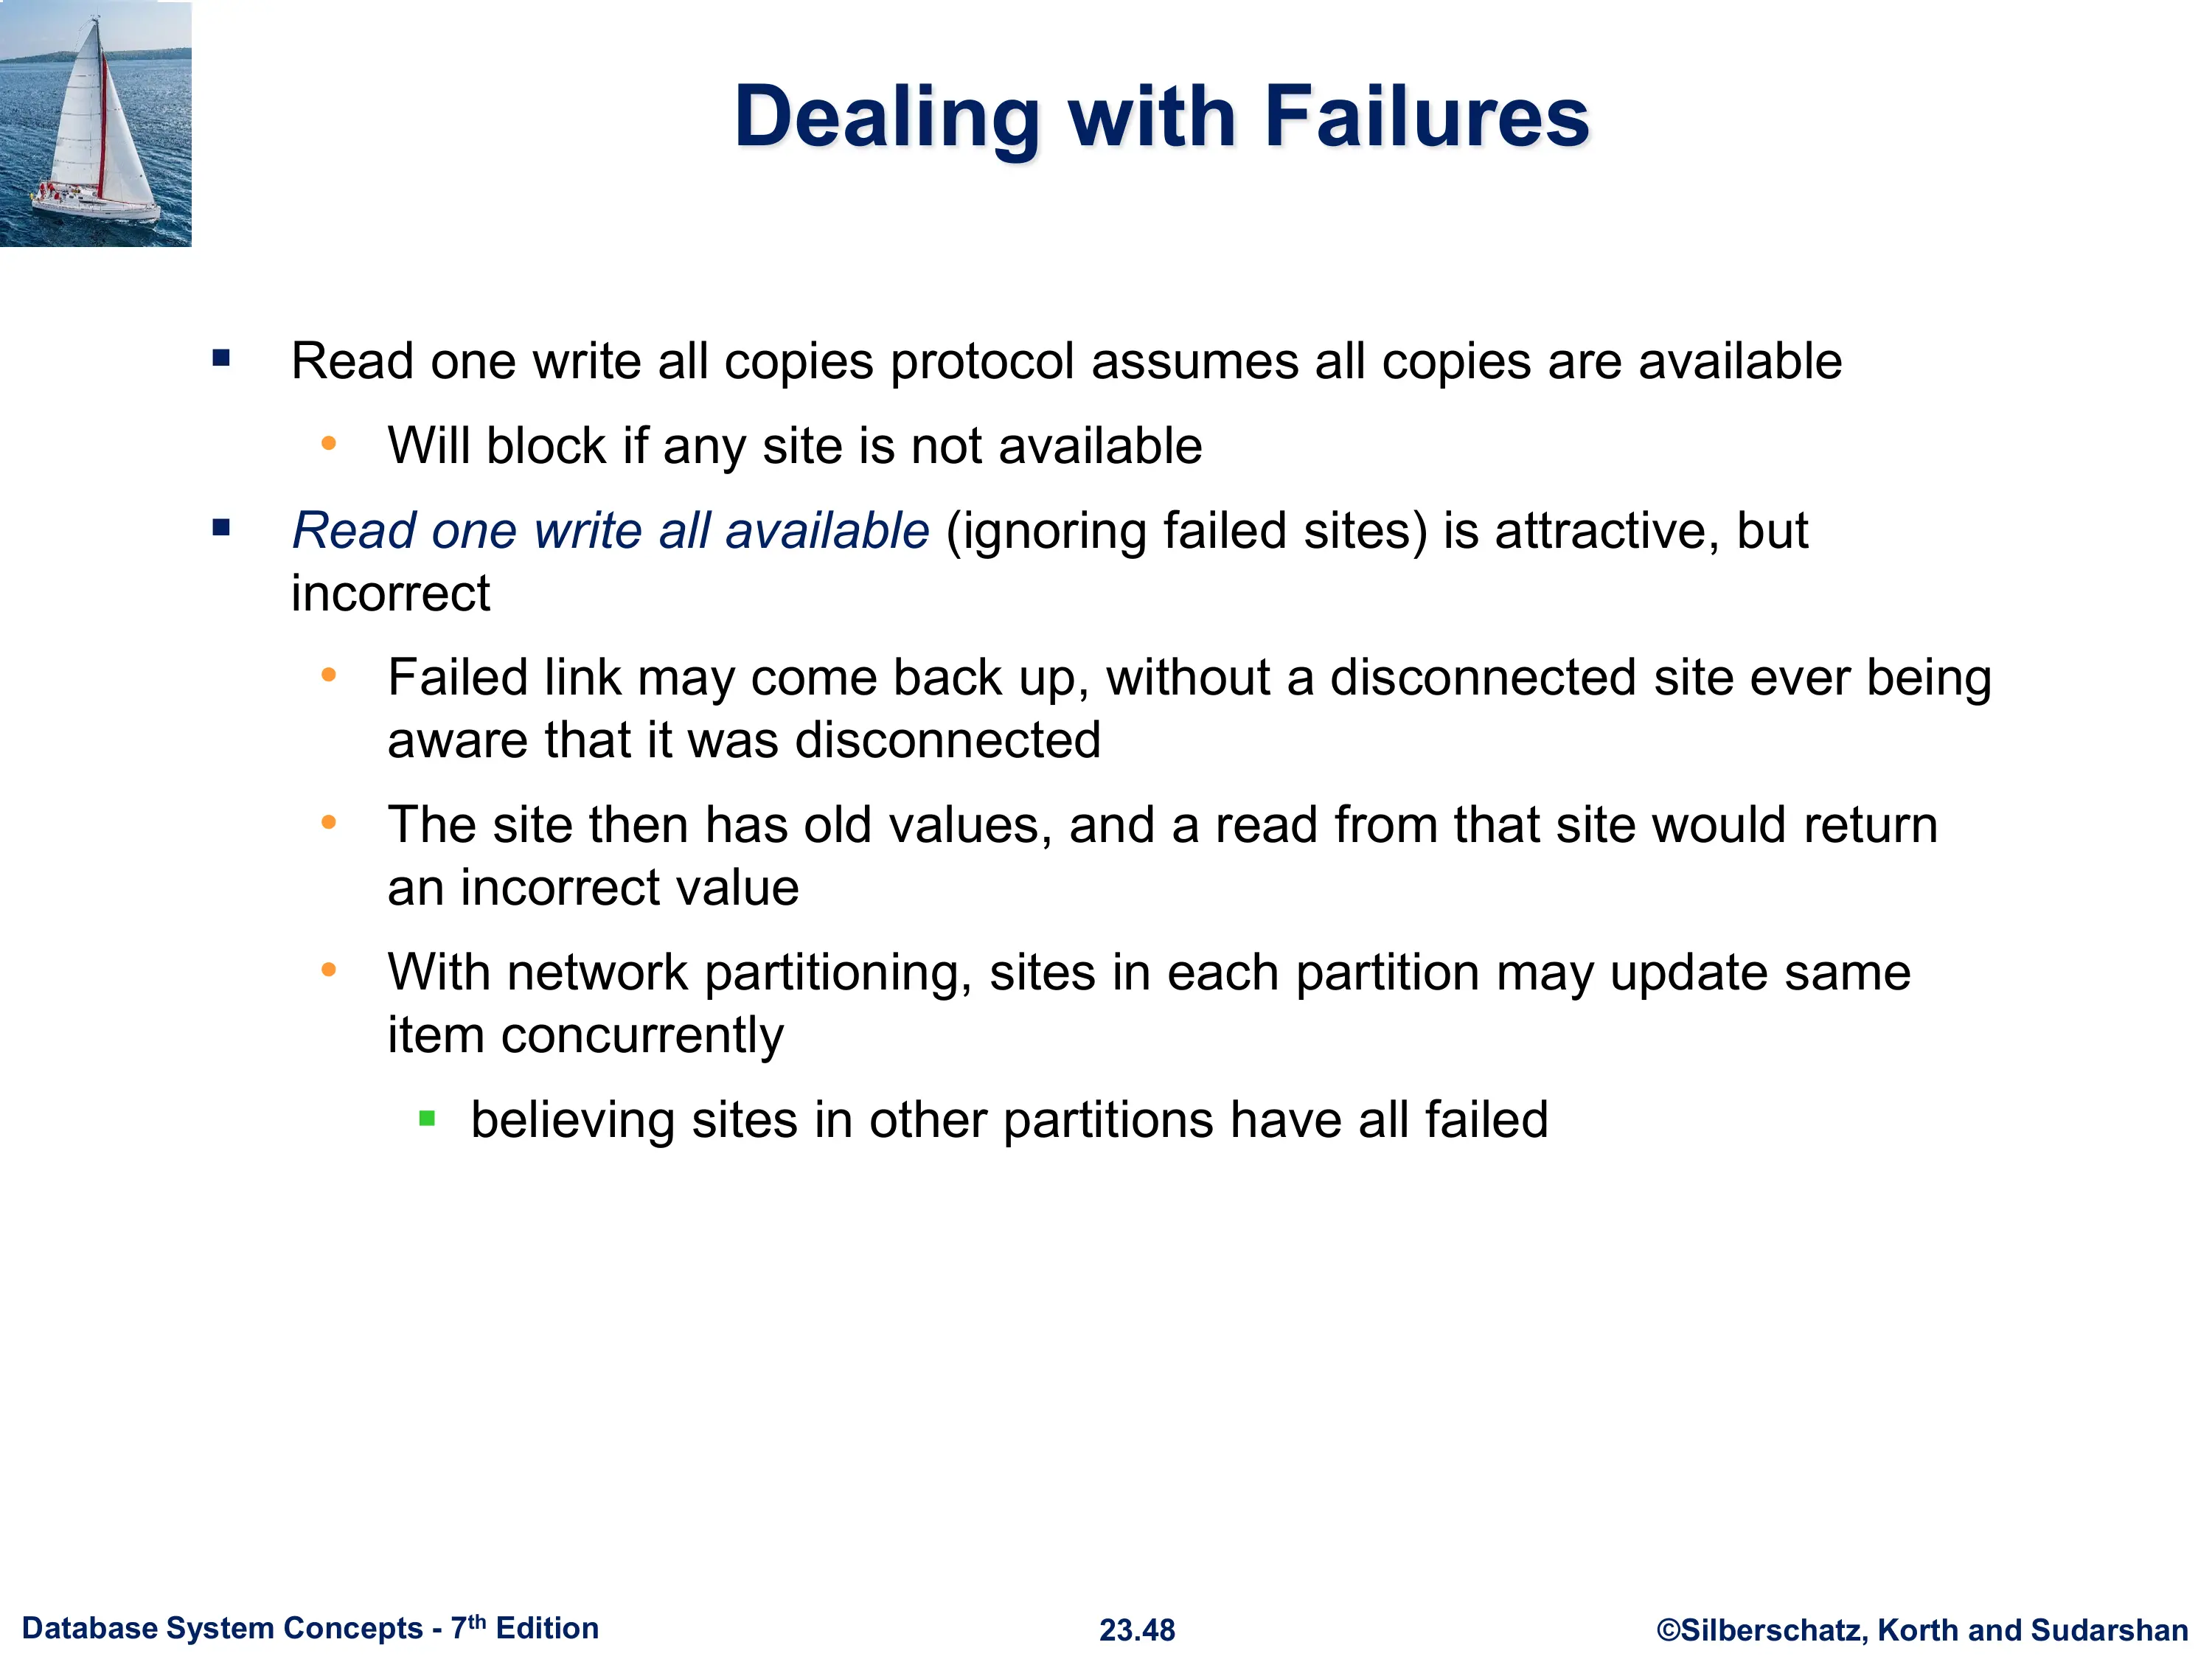 Dealing with Failures
▪ Read one write all copies protocol assumes all copies are available
• Will block if any site is not available
▪ Read one write all available (ignoring failed sites) is attractive, but
incorrect
• Failed link may come back up, without a disconnected site ever being
aware that it was disconnected
• The site then has old values, and a read from that site would return
an incorrect value
• With network partitioning, sites in each partition may update same
item concurrently
▪ believing sites in other partitions have all failed
Database System Concepts - 7th Edition
23.48
©Silberschatz, Korth and Sudarshan